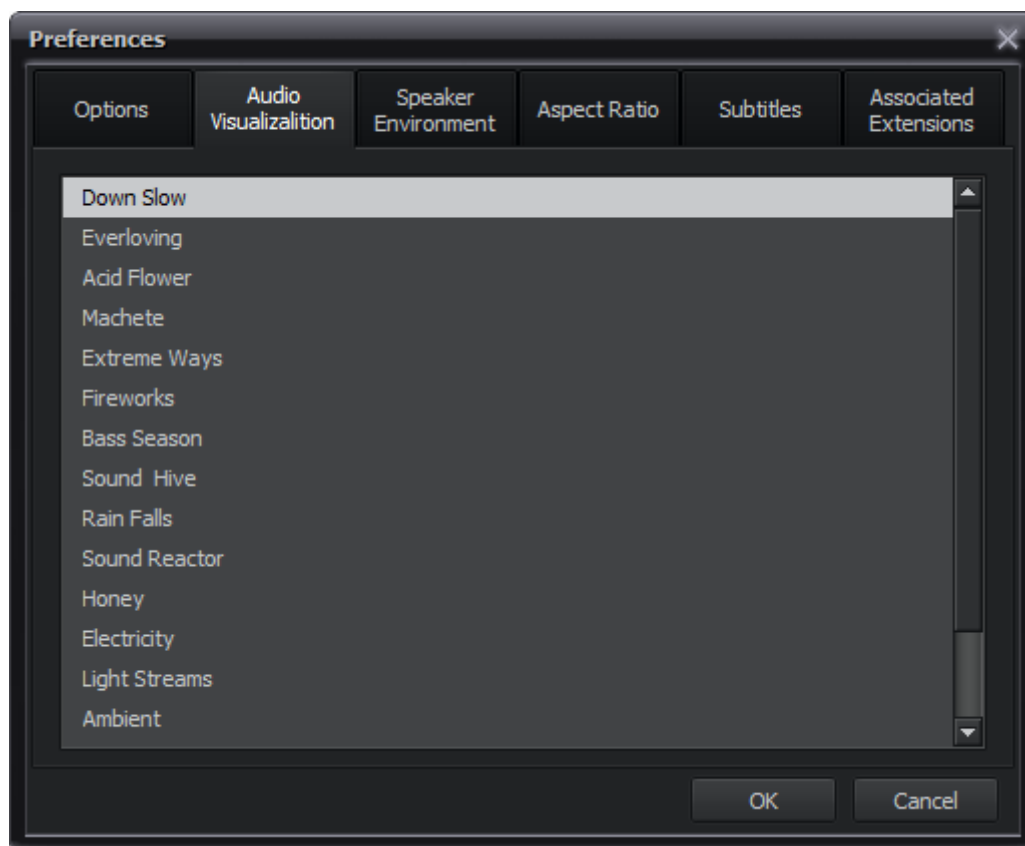 Preferences
Options
Audio
Visualizalition
Speaker
Environment
Aspect Ratio
Subtitles
Associated
Extensions
Down Slow
Everloving
Acid Flower
Machete
Extreme Ways
Fireworks
Bass Season
Sound  Hive
Rain Falls
Sound Reactor
Honey
Electricity
Light Streams
Ambient
OK
Cancel